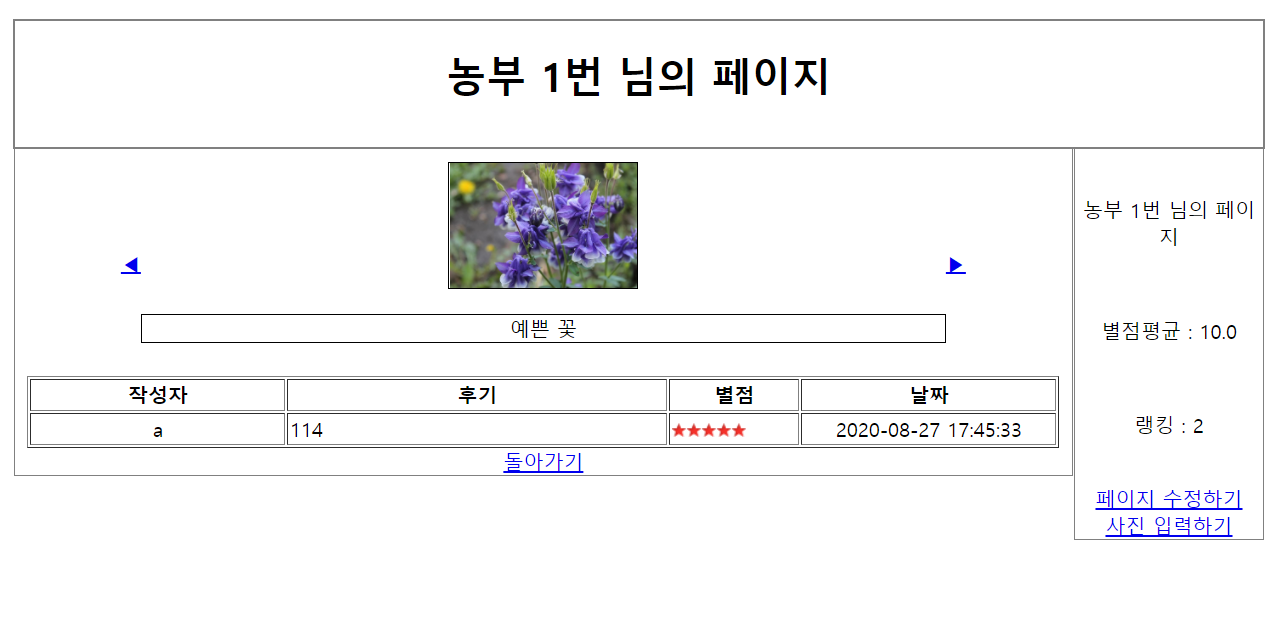 농부 1번 님의 페이지
◀
▶
예쁜 꽃
작성자 후기 별점 날짜
a 114 ★★★★★ 2020-08-27 17:45:33
돌아가기
농부 1번 님의 페이
지
별점평균 : 10.0
랭킹 : 2
페이지 수정하기
사진 입력하기